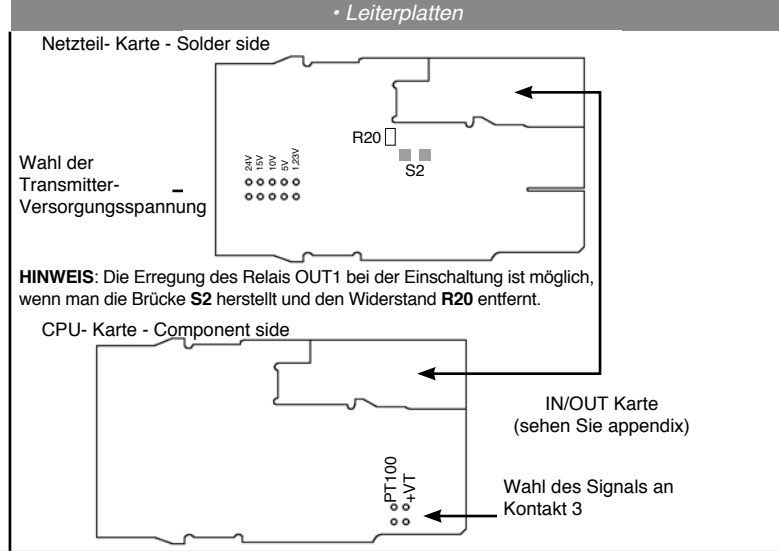 • Leiterplatten
Netzteil- Karte - Solder side
R20
S2
Wahl der
Transmitter-
Versorgungsspannung
24V
15V
10V
5V
1,23V
HINWEIS: Die Erregung des Relais OUT1 bei der Einschaltung ist möglich,
wenn man die Brücke S2 herstellt und den Widerstand R20 entfernt.
CPU- Karte - Component side
IN/OUT Karte
(sehen Sie appendix)
PT100
+VT
Wahl des Signals an
Kontakt 3